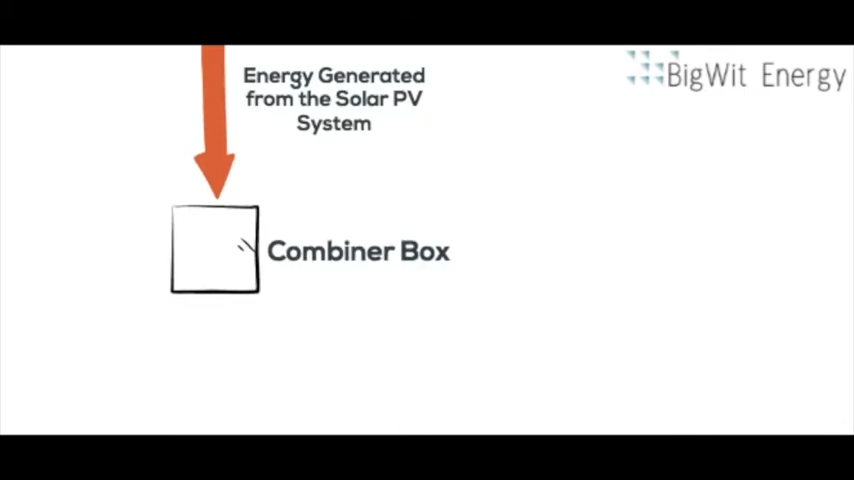 Energy Generated
from the Solar PV
System
BigWit Energy
Combiner Box